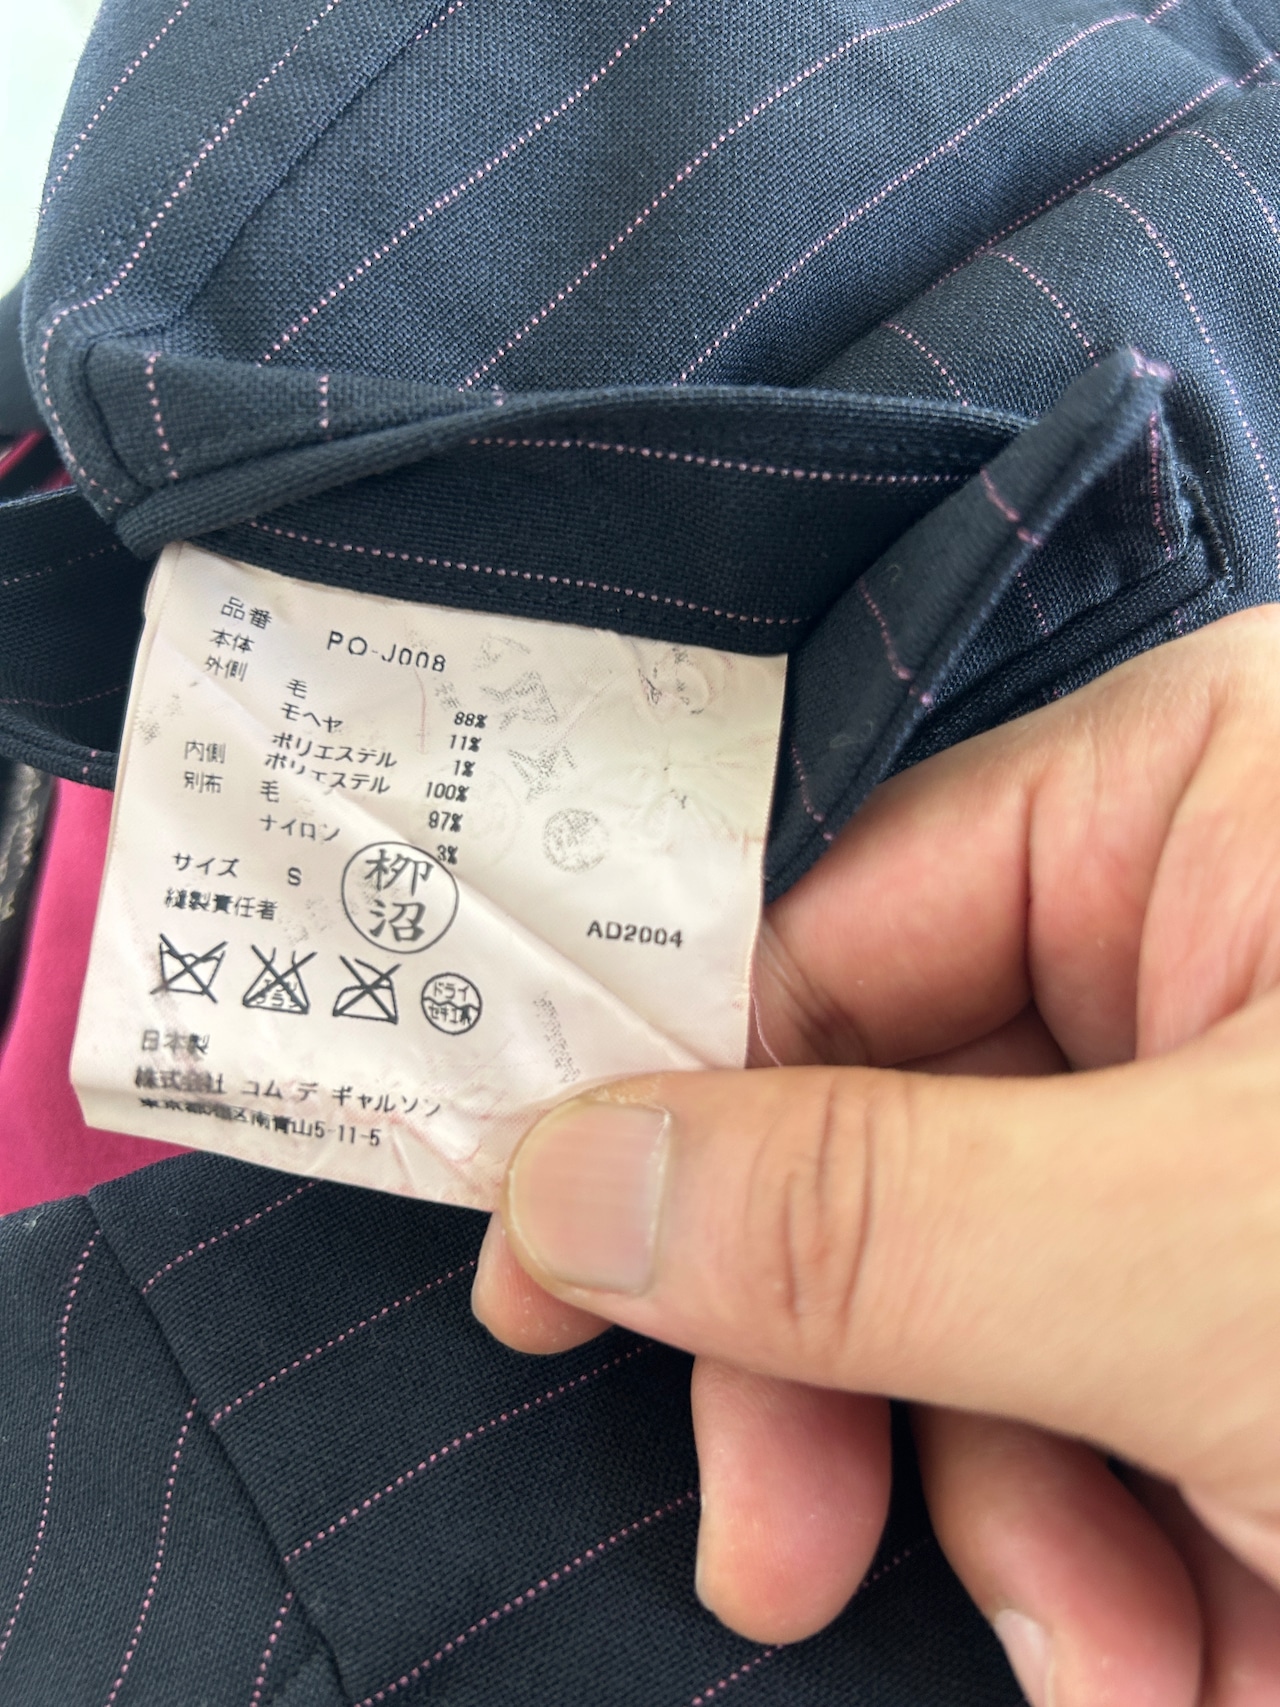 品番 PO-J008
本体
外側
毛 88%
モヘヤ 11%
ポリエステル 1%
内側 ポリエステル 100%
別布 毛 97%
ナイロン 3%
サイズ S
縫製責任者
柳沼
AD2004
ドライ
セキユ系
日本製
株式会社 コム デ ギャルソン
東京都港区南青山5-11-5